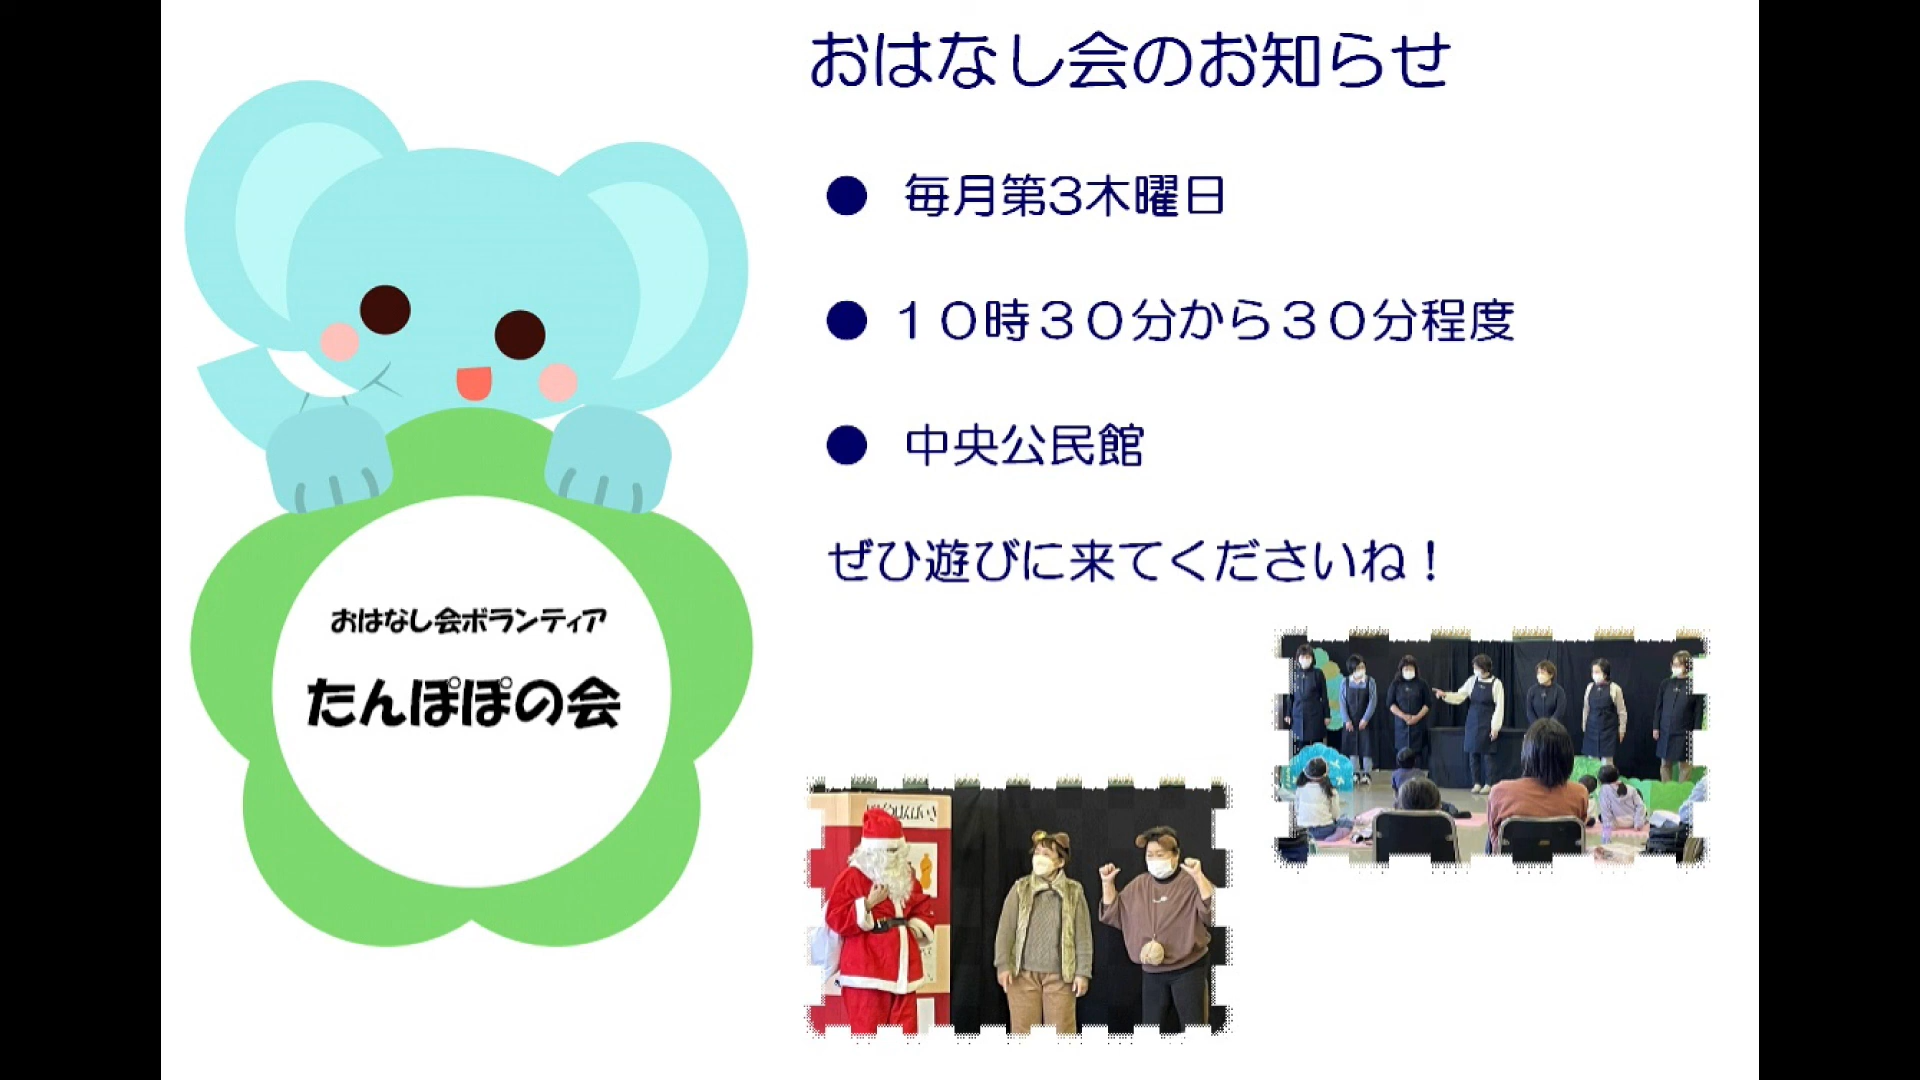 おはなし会のお知らせ
● 毎月第3木曜日
● １０時３０分から３０分程度
● 中央公民館
ぜひ遊びに来てくださいね！
おはなし会ボランティア
たんぽぽの会